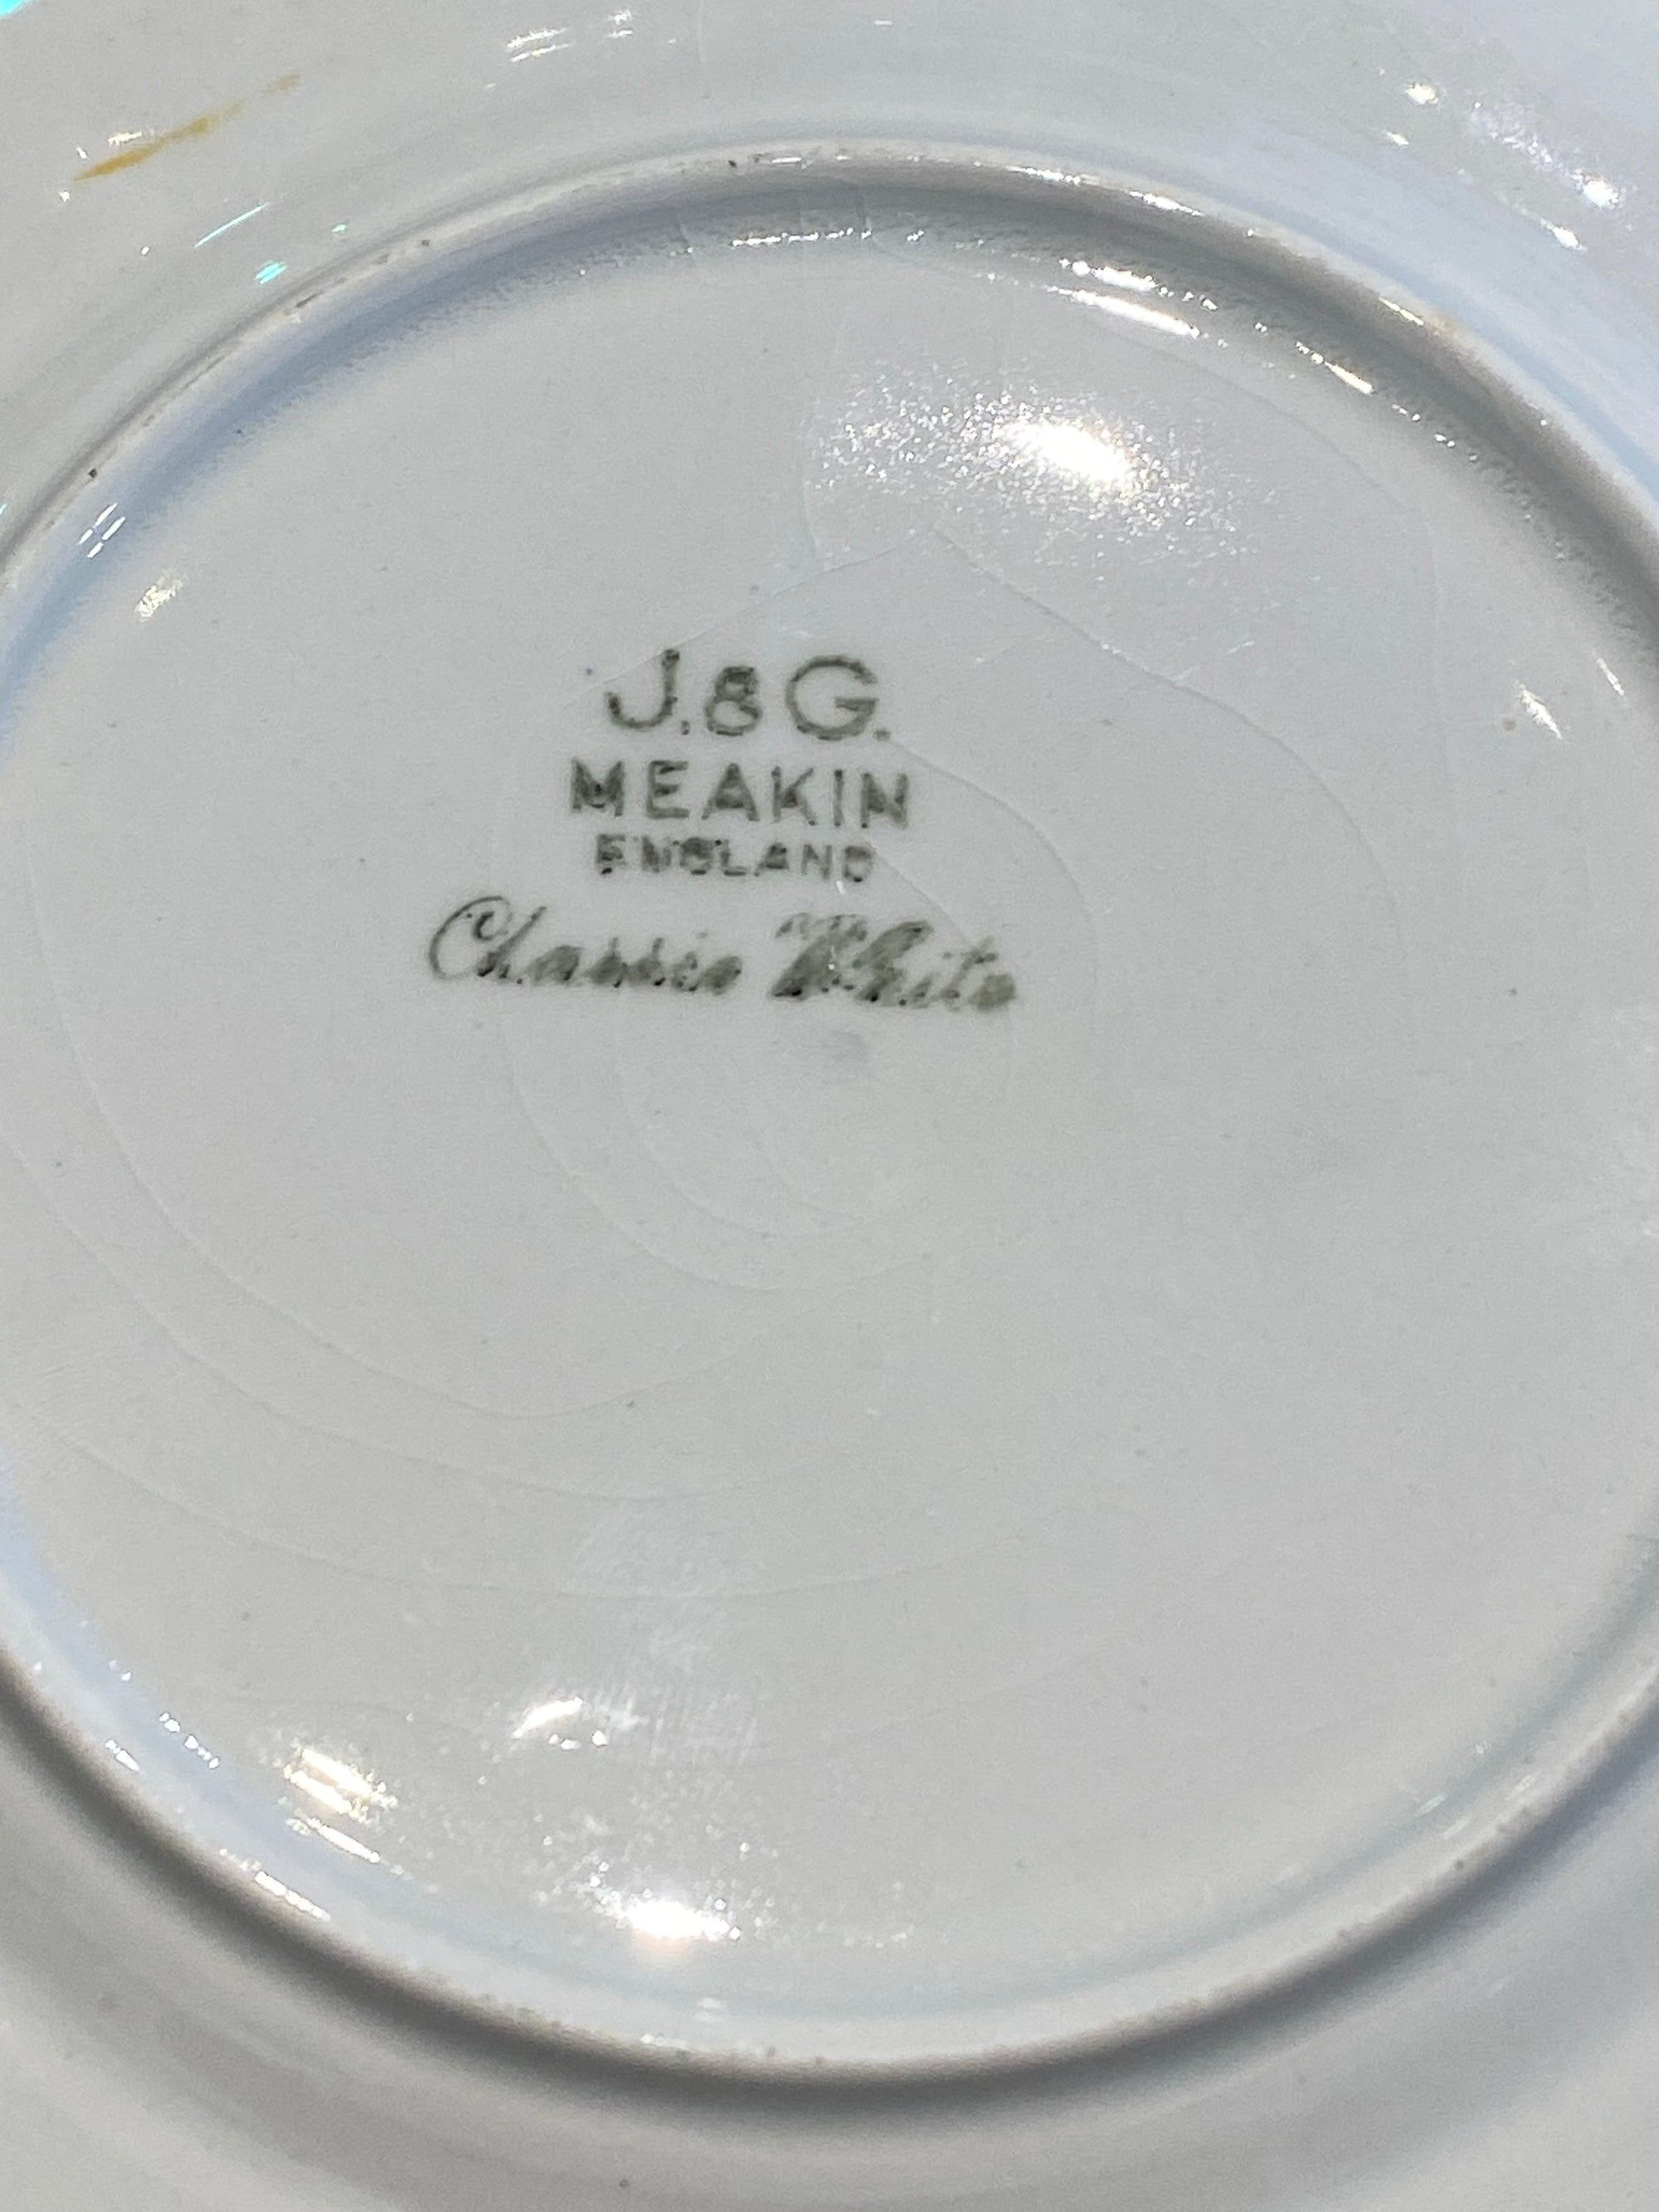 J.&G.
MEAKIN
ENGLAND
Classic White